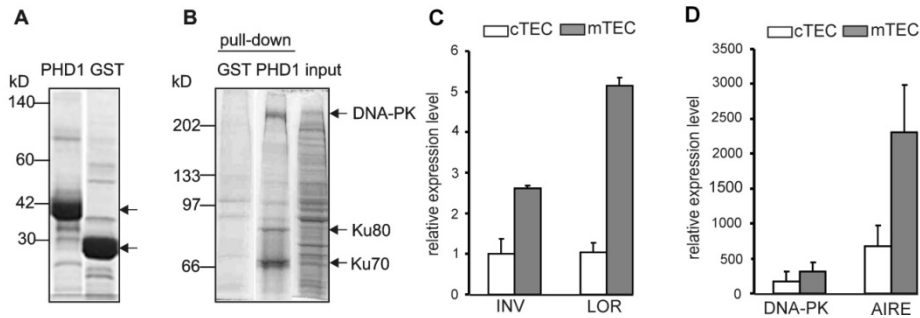 A
kD PHD1 GST
140
60
42
30
B
pull-down
kD GST PHD1 input
202
133
97
66
DNA-PK
Ku80
Ku70
C
cTEC mTEC
relative expression level
6
5
4
3
2
1
0
INV LOR
D
cTEC mTEC
relative expression level
3500
3000
2500
2000
1500
1000
500
0
DNA-PK AIRE